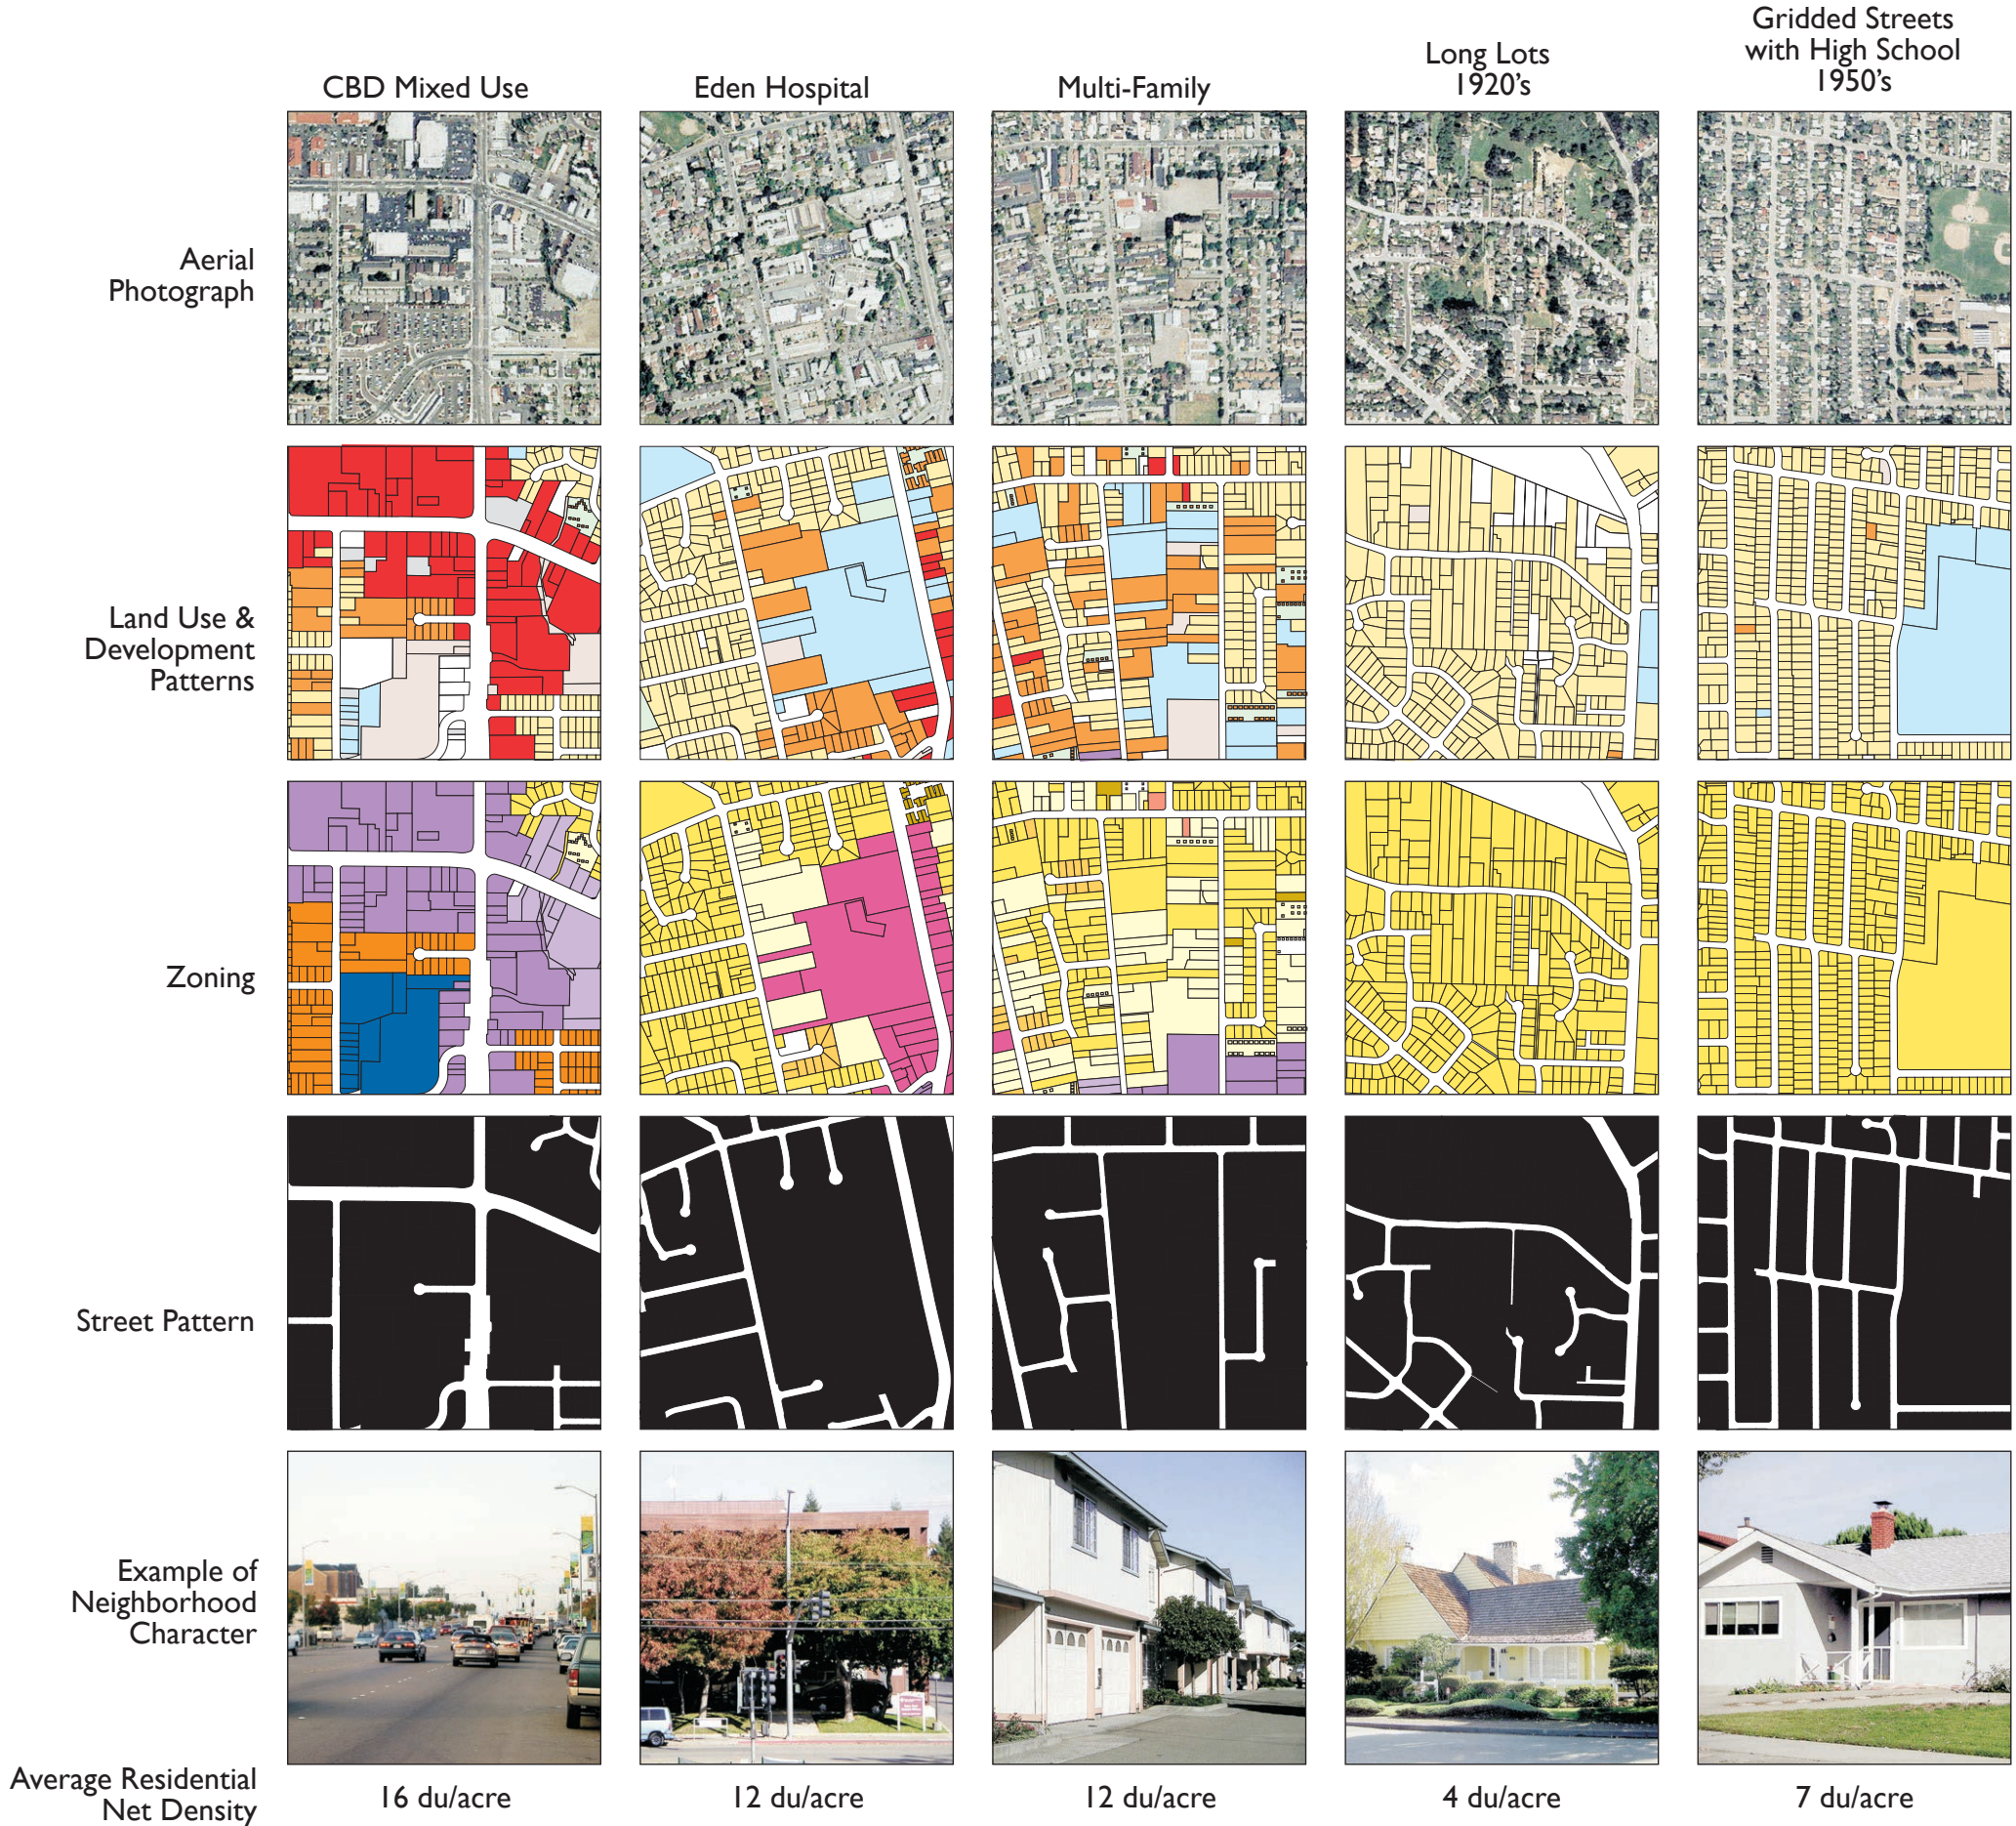 CBD Mixed Use
Eden Hospital
Multi-Family
Long Lots
1920's
Gridded Streets
with High School
1950's
Aerial
Photograph
Land Use &
Development
Patterns
Zoning
Street Pattern
Example of
Neighborhood
Character
Average Residential
Net Density
16 du/acre
12 du/acre
12 du/acre
4 du/acre
7 du/acre